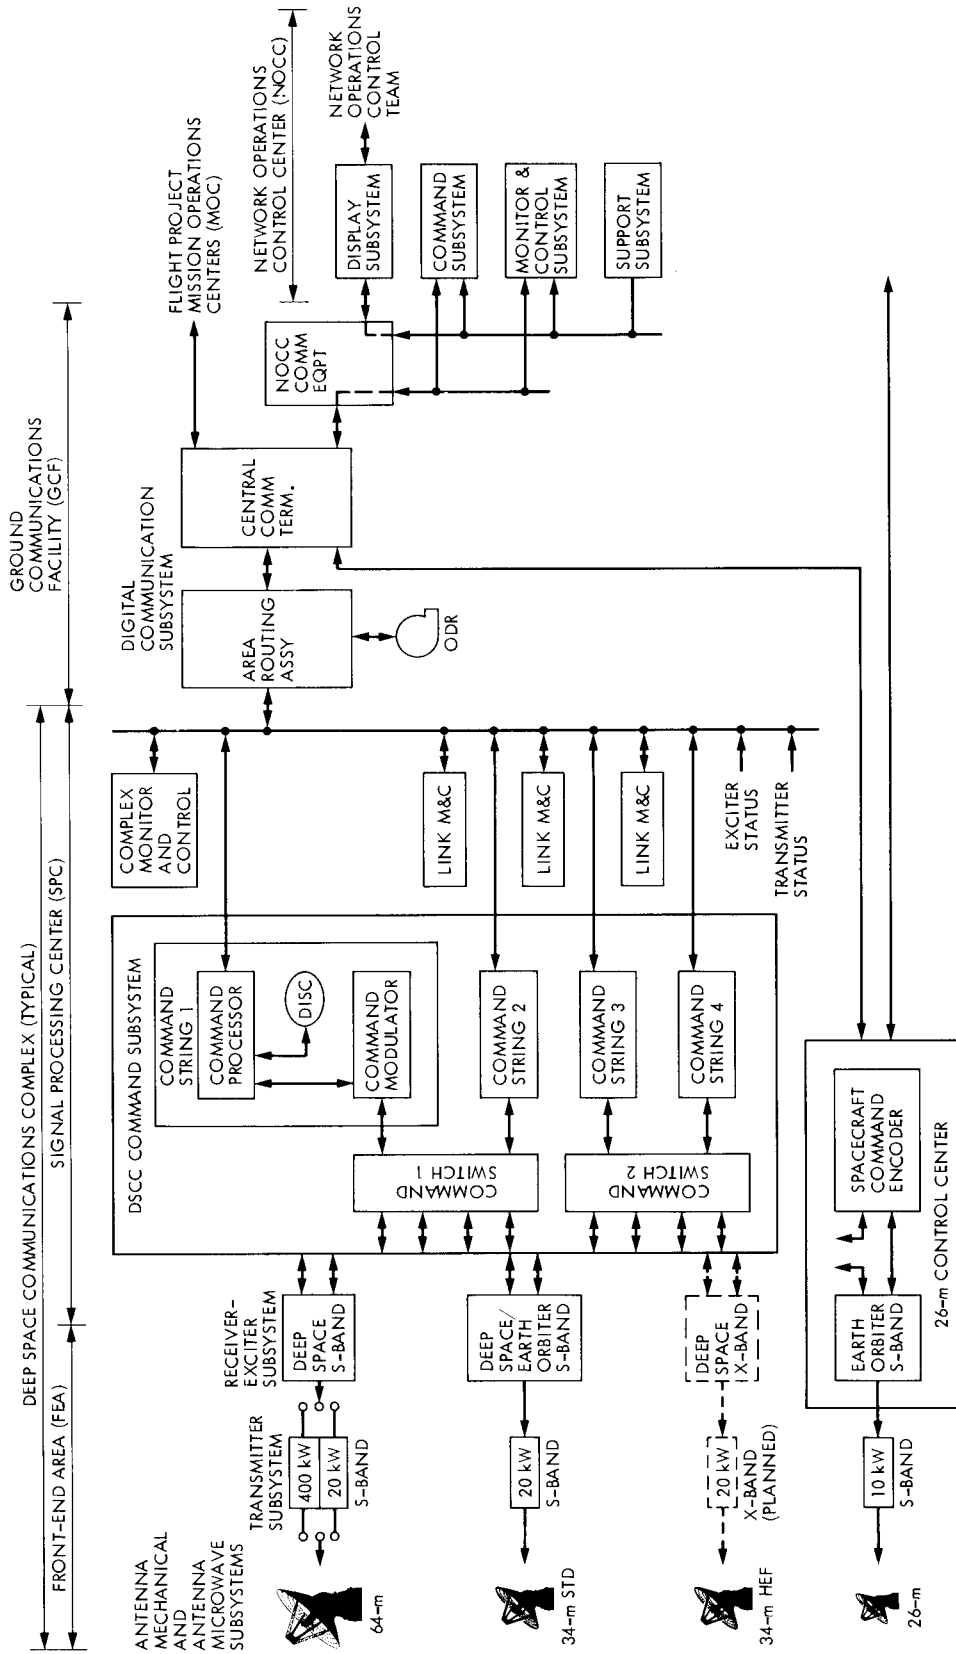 DEEP SPACE COMMUNICATIONS COMPLEX (TYPICAL)
FRONT-END AREA (FEA)
SIGNAL PROCESSING CENTER (SPC)
GROUND
COMMUNICATIONS
FACILITY (GCF)
ANTENNA
MECHANICAL
AND
ANTENNA
MICROWAVE
SUBSYSTEMS
TRANSMITTER
SUBSYSTEM
RECEIVER-
EXCITER
SUBSYSTEM
DSCC COMMAND SUBSYSTEM
COMPLEX
MONITOR
AND
CONTROL
DIGITAL
COMMUNICATION
SUBSYSTEM
FLIGHT PROJECT
MISSION OPERATIONS
CENTERS (MOC)
NETWORK OPERATIONS
CONTROL CENTER (NOCC)
64-m
400 kW
20 kW
S-BAND
DEEP
SPACE
S-BAND
COMMAND
STRING 1
COMMAND
PROCESSOR
DISC
COMMAND
MODULATOR
AREA
ROUTING
ASSY
ODR
CENTRAL
COMM
TERM.
NOCC
COMM
EQPT
DISPLAY
SUBSYSTEM
NETWORK
OPERATIONS
CONTROL
TEAM
COMMAND
SUBSYSTEM
MONITOR &
CONTROL
SUBSYSTEM
SUPPORT
SUBSYSTEM
34-m STD
20 kW
S-BAND
DEEP
SPACE/
EARTH
ORBITER
S-BAND
COMMAND
SWITCH 1
COMMAND
STRING 2
LINK M&C
LINK M&C
LINK M&C
COMMAND
SWITCH 2
COMMAND
STRING 3
COMMAND
STRING 4
EXCITER
STATUS
TRANSMITTER
STATUS
34-m HEF
20 kW
X-BAND
(PLANNED)
DEEP
SPACE
X-BAND
26-m
10 kW
S-BAND
EARTH
ORBITER
S-BAND
SPACECRAFT
COMMAND
ENCODER
26-m CONTROL CENTER